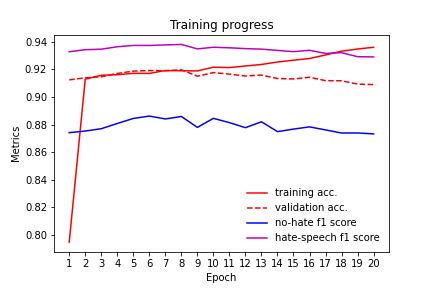 Training progress
Metrics
0.94
0.92
0.90
0.88
0.86
0.84
0.82
0.80
training acc.
validation acc.
no-hate f1 score
hate-speech f1 score
1 2 3 4 5 6 7 8 9 10 11 12 13 14 15 16 17 18 19 20
Epoch